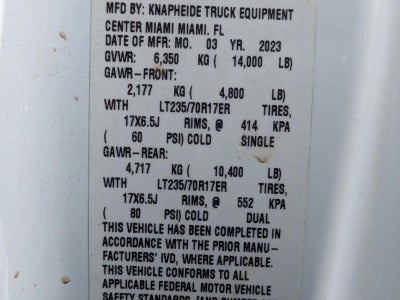 MFD BY: KNAPHEIDE TRUCK EQUIPMENT
CENTER MIAMI MIAMI. FL
DATE OF MFR: MO. 03 YR. 2023
GVWR: 6,350 KG ( 14,000 LB)
GAWR-FRONT:
2,177 KG ( 4,800 LB)
WITH LT235/70R17ER TIRES,
17X6.5J RIMS, @ 414 KPA
( 60 PSI) COLD SINGLE
GAWR-REAR:
4,717 KG ( 10,400 LB)
WITH LT235/70R17ER TIRES,
17X6.5J RIMS, @ 552 KPA
( 80 PSI) COLD DUAL
THIS VEHICLE HAS BEEN COMPLETED IN
ACCORDANCE WITH THE PRIOR MANU-
FACTURERS' IVD, WHERE APPLICABLE.
THIS VEHICLE CONFORMS TO ALL
APPLICABLE FEDERAL MOTOR VEHICLE
SAFETY STANDARDS, [AND BUMPER